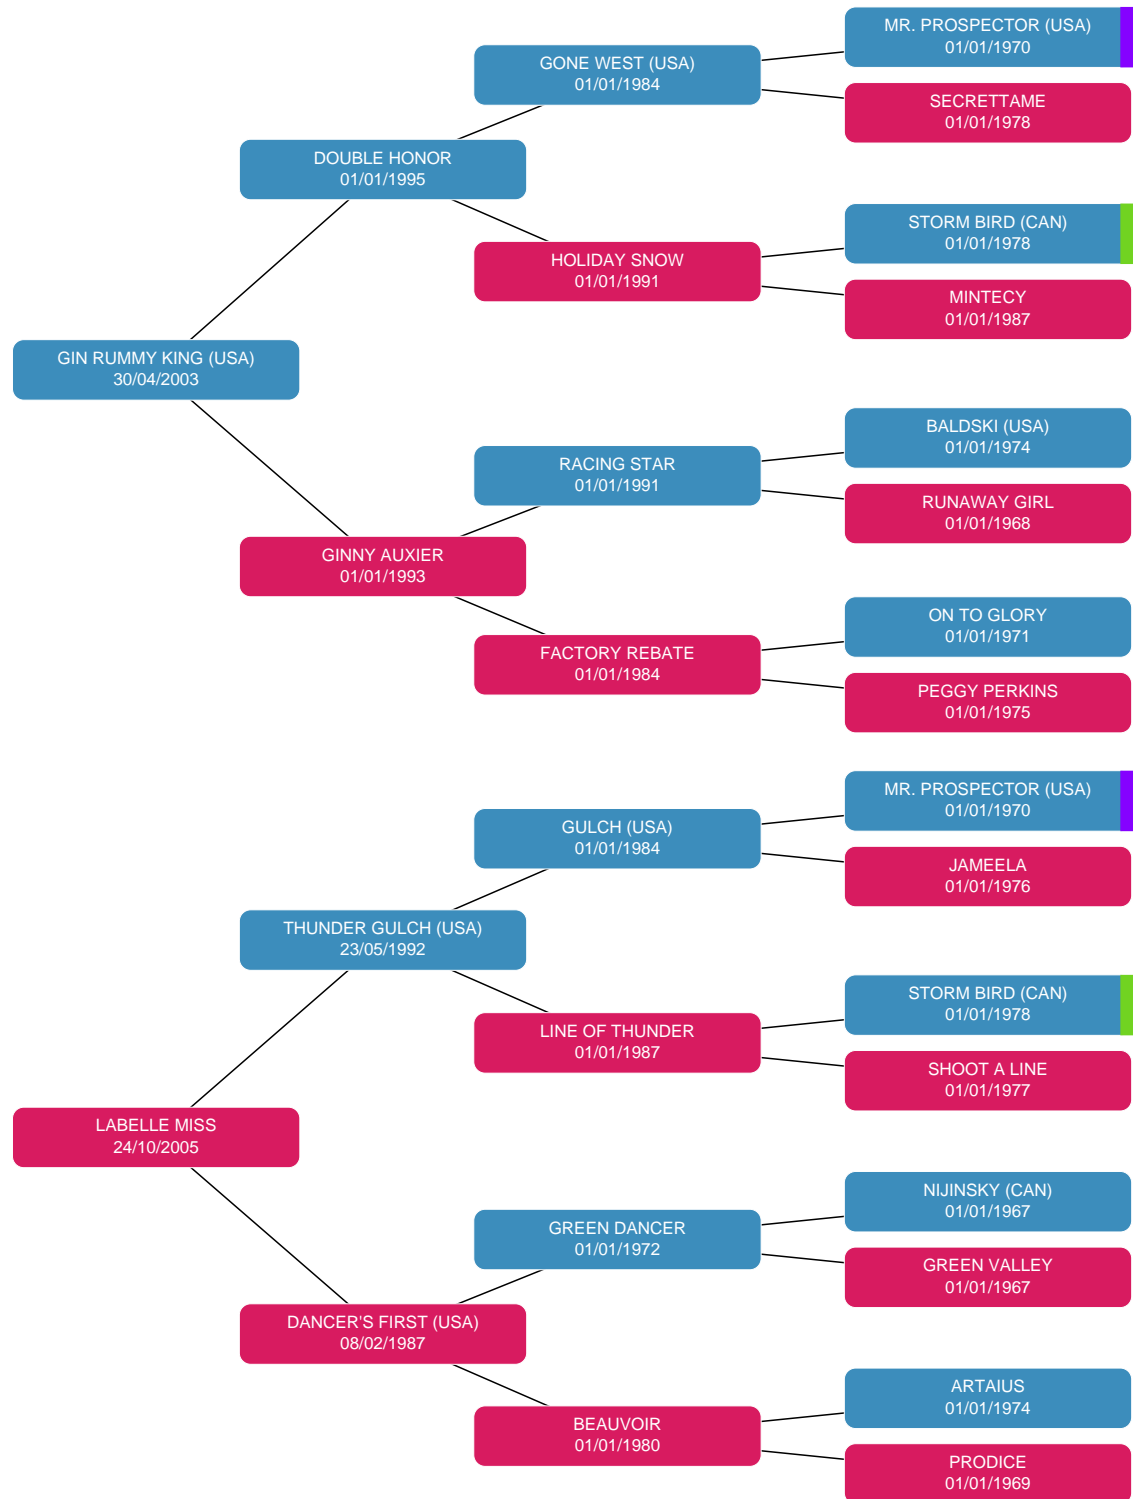 MR. PROSPECTOR (USA)
01/01/1970
GONE WEST (USA)
01/01/1984
SECRETTAME
01/01/1978
DOUBLE HONOR
01/01/1995
STORM BIRD (CAN)
01/01/1978
HOLIDAY SNOW
01/01/1991
MINTECY
01/01/1987
GIN RUMMY KING (USA)
30/04/2003
BALDSKI (USA)
01/01/1974
RACING STAR
01/01/1991
RUNAWAY GIRL
01/01/1968
GINNY AUXIER
01/01/1993
ON TO GLORY
01/01/1971
FACTORY REBATE
01/01/1984
PEGGY PERKINS
01/01/1975
MR. PROSPECTOR (USA)
01/01/1970
GULCH (USA)
01/01/1984
JAMEELA
01/01/1976
THUNDER GULCH (USA)
23/05/1992
STORM BIRD (CAN)
01/01/1978
LINE OF THUNDER
01/01/1987
SHOOT A LINE
01/01/1977
LABELLE MISS
24/10/2005
NIJINSKY (CAN)
01/01/1967
GREEN DANCER
01/01/1972
GREEN VALLEY
01/01/1967
DANCER'S FIRST (USA)
08/02/1987
ARTAIUS
01/01/1974
BEAUVOIR
01/01/1980
PRODICE
01/01/1969